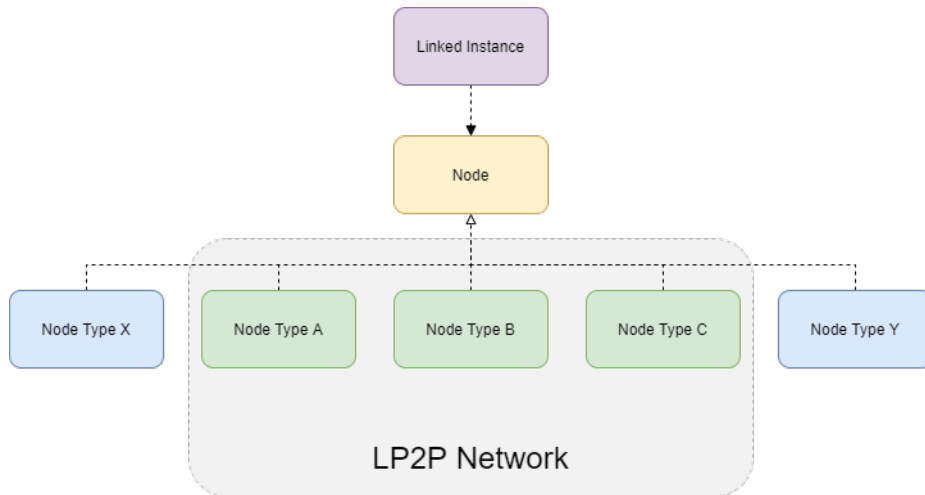 Linked Instance
Node
Node Type X
Node Type A
Node Type B
Node Type C
Node Type Y
LP2P Network